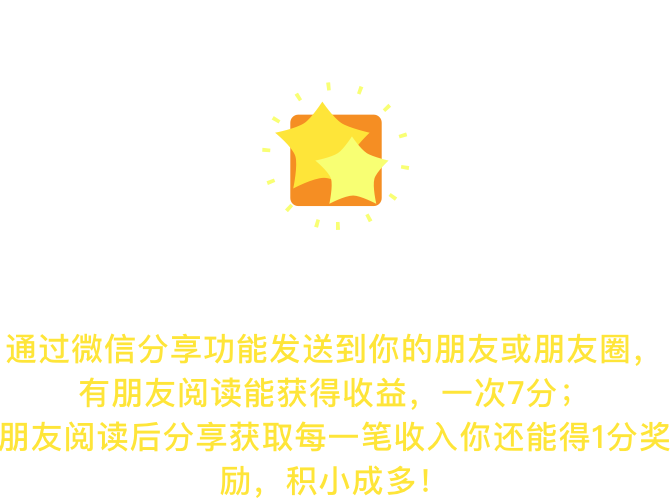 通过微信分享功能发送到你的朋友或朋友圈，
有朋友阅读能获得收益，一次7分；
朋友阅读后分享获取每一笔收入你还能得1分奖
励，积小成多！